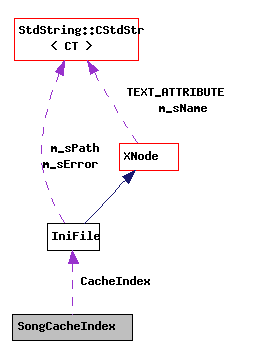 StdString::CStdStr
< CT >
TEXT_ATTRIBUTE
m_sName
m_sPath
m_sError
XNode
IniFile
CacheIndex
SongCacheIndex